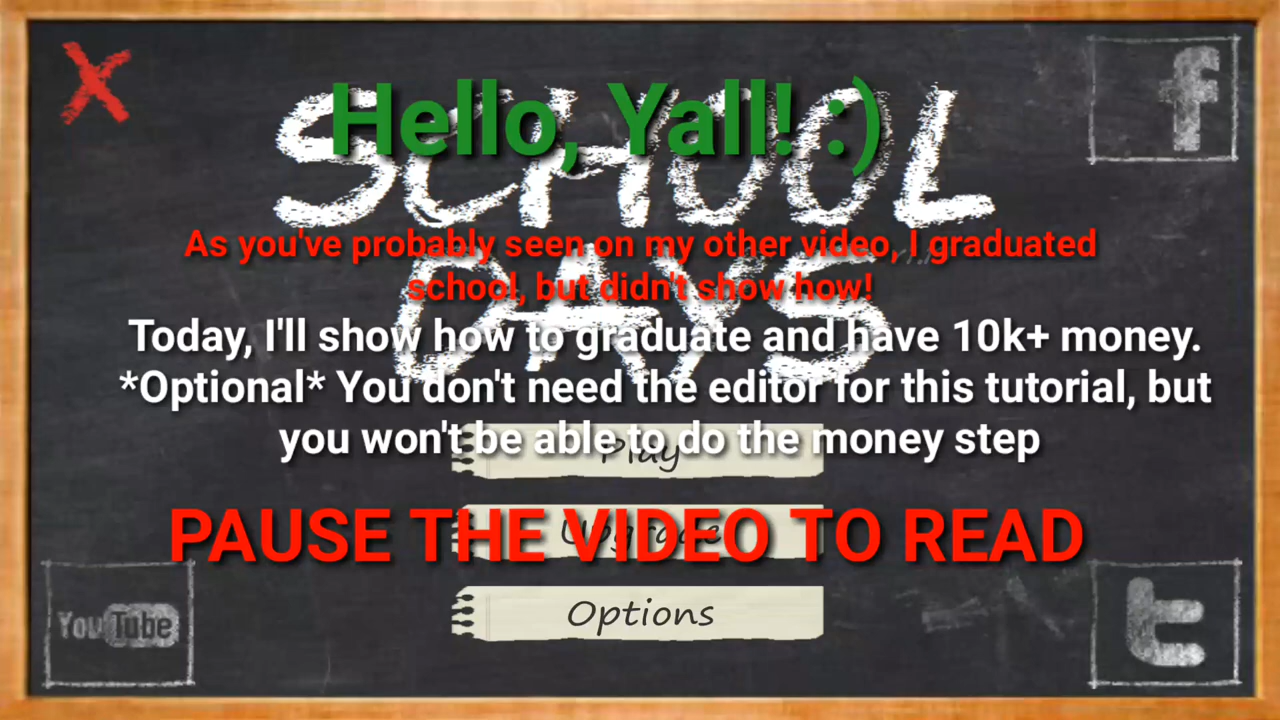 Hello, Yall! :)
SCHOOL
As you've probably seen on my other video, I graduated
school, but didn't show how!
DAYS
Today, I'll show how to graduate and have 10k+ money.
*Optional* You don't need the editor for this tutorial, but
you won't be able to do the money step
Play
PAUSE THE VIDEO TO READ
Upgrade
Options
YouTube
f
t
X